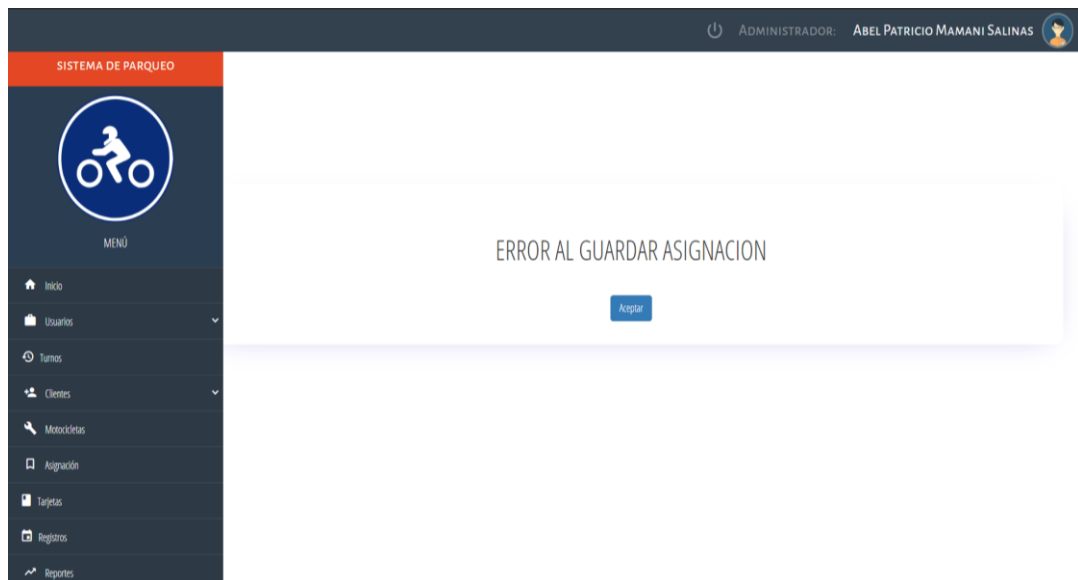 ADMINISTRADOR: ABEL PATRICIO MAMANI SALINAS
SISTEMA DE PARQUEO
MENÚ
ERROR AL GUARDAR ASIGNACION
Aceptar
Inicio
Usuarios
Turnos
Clientes
Motocicletas
Asignación
Tarjetas
Registros
Reportes